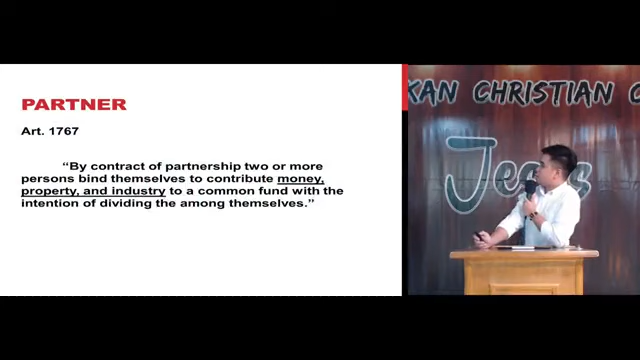 PARTNER
Art. 1767
“By contract of partnership two or more
persons bind themselves to contribute money,
property, and industry to a common fund with the
intention of dividing the among themselves.”
KAN CHRISTIAN C
Jesus